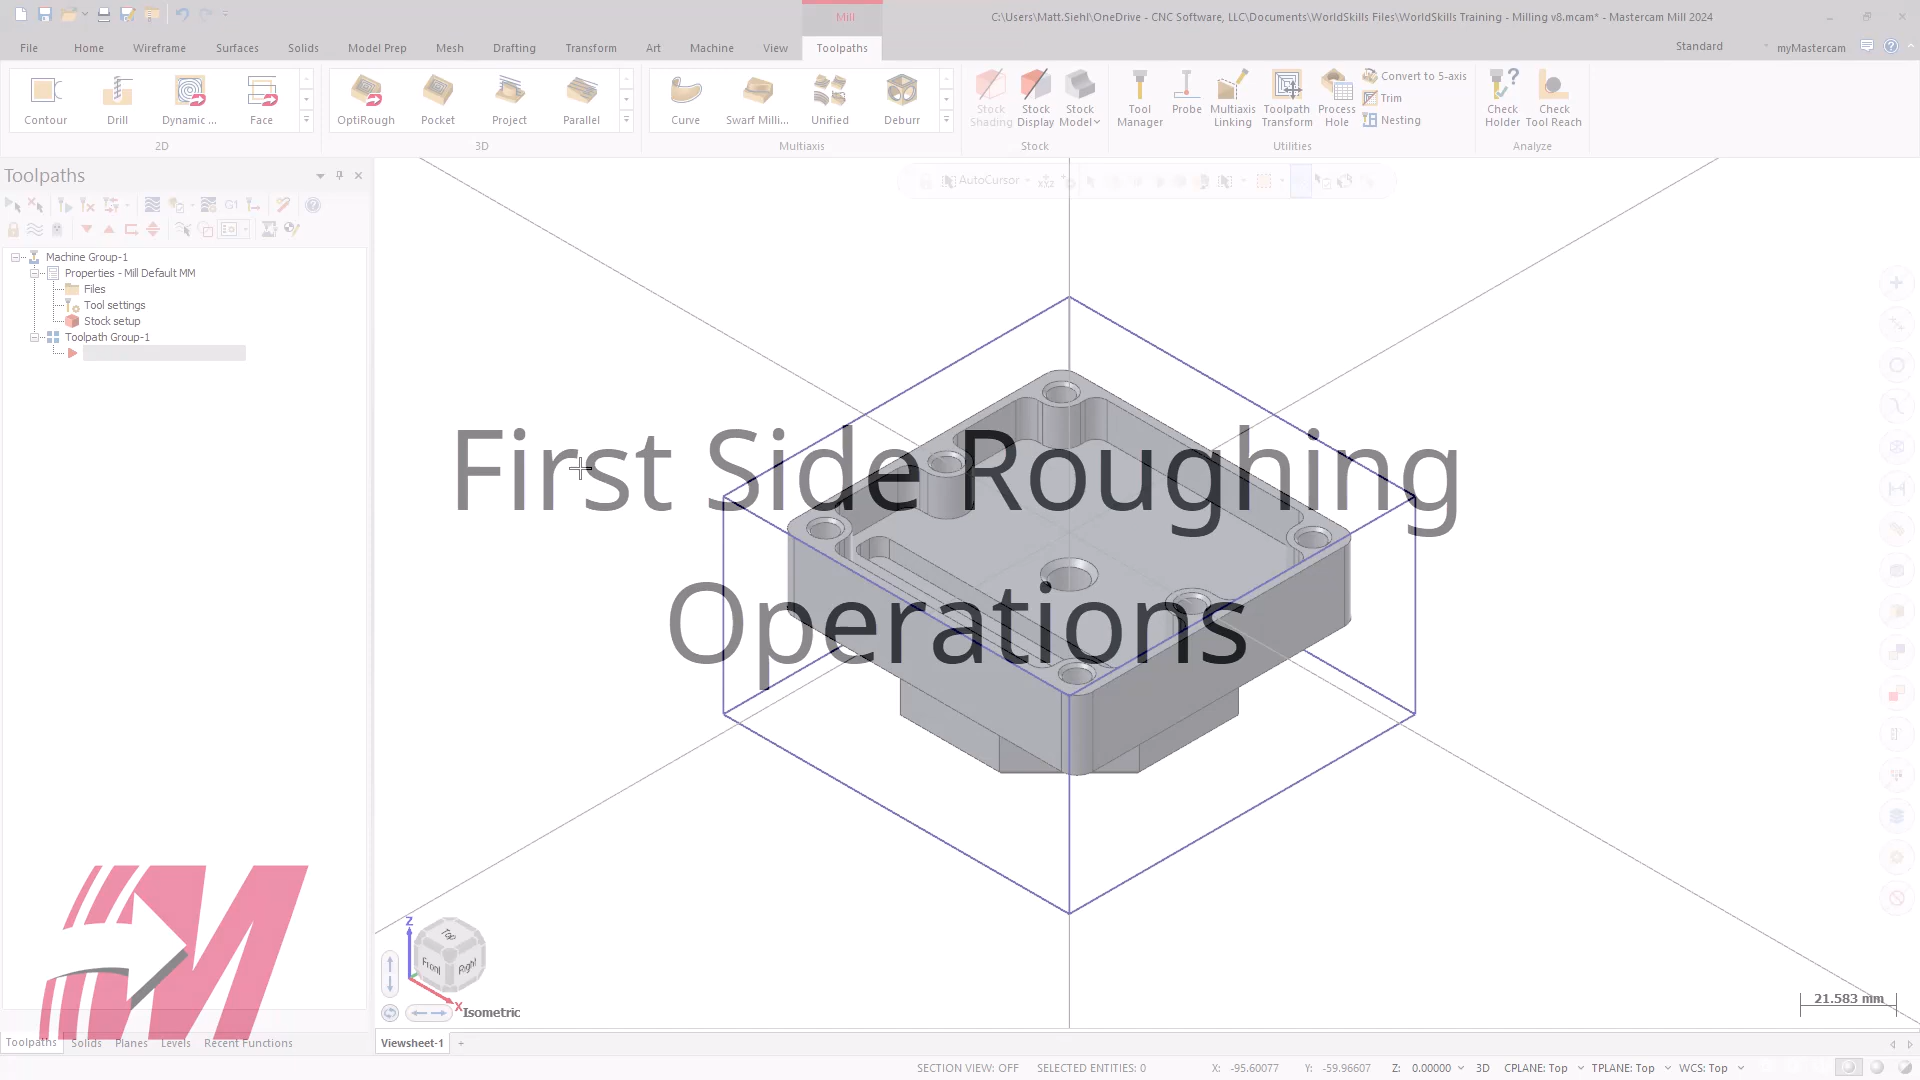 Mill
C:\Users\Matt.Siehl\OneDrive - CNC Software, LLC\Documents\WorldSkills Files\WorldSkills Training - Milling v8.mcam* - Mastercam Mill 2024
File Home Wireframe Surfaces Solids Model Prep Mesh Drafting Transform Art Machine View Toolpaths
Standard myMastercam
Contour Drill Dynamic ... Face
2D
OptiRough Pocket Project Parallel
3D
Curve Swarf Milli... Unified Deburr
Multiaxis
Stock Shading
Stock Display
Stock Model
Stock
Tool Manager
Probe
Multiaxis Linking
Toolpath Transform
Process Hole
Convert to 5-axis
Trim
Nesting
Utilities
Check Holder
Check Tool Reach
Analyze
Toolpaths
AutoCursor
G1
Machine Group-1
Properties - Mill Default MM
Files
Tool settings
Stock setup
Toolpath Group-1
First Side Roughing
Operations
Z
Top
Front
Right
X
Isometric
21.583 mm
Toolpaths Solids Planes Levels Recent Functions
Viewsheet-1 +
SECTION VIEW: OFF SELECTED ENTITIES: 0 X: -95.60077 Y: -59.96607 Z: 0.00000 3D CPLANE: Top TPLANE: Top WCS: Top